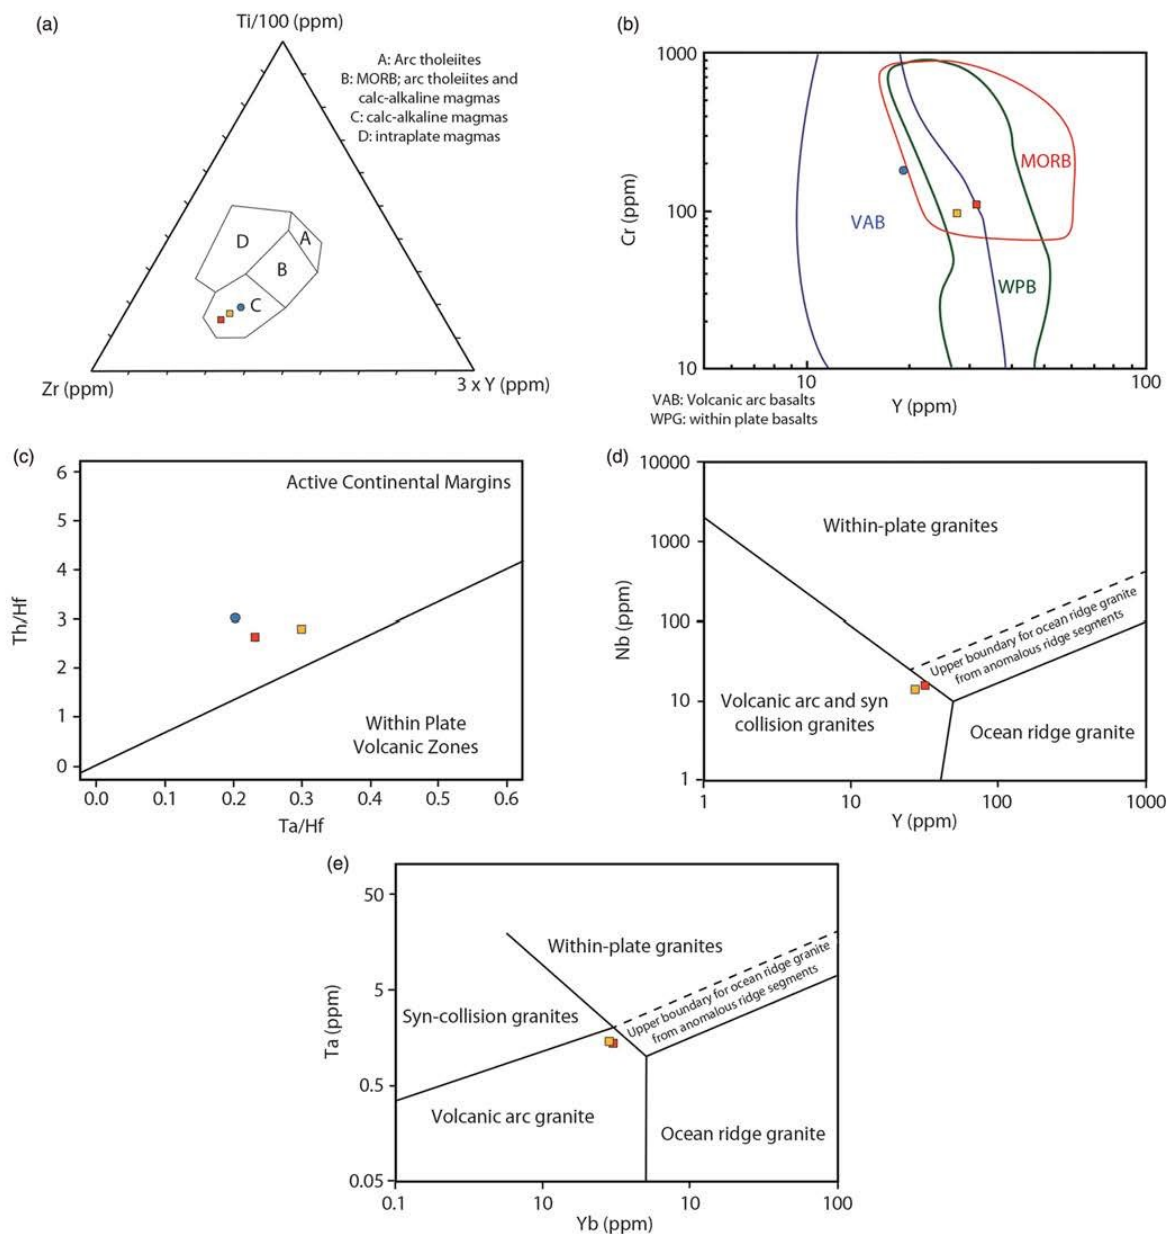 (a)
Ti/100 (ppm)
A: Arc tholeiites
B: MORB; arc tholeiites and
calc-alkaline magmas
C: calc-alkaline magmas
D: intraplate magmas
D
A
B
C
Zr (ppm)
3 x Y (ppm)
(b)
1000
100
10
Cr (ppm)
VAB
MORB
WPB
10
100
Y (ppm)
VAB: Volcanic arc basalts
WPG: within plate basalts
(c)
6
5
4
3
2
1
0
Th/Hf
Active Continental Margins
Within Plate
Volcanic Zones
0.0
0.1
0.2
0.3
0.4
0.5
0.6
Ta/Hf
(d)
10000
1000
100
10
1
Nb (ppm)
Within-plate granites
Upper boundary for ocean ridge granite
from anomalous ridge segments
Volcanic arc and syn
collision granites
Ocean ridge granite
1
10
100
1000
Y (ppm)
(e)
50
5
0.5
0.05
Ta (ppm)
Within-plate granites
Upper boundary for ocean ridge granite
from anomalous ridge segments
Syn-collision granites
Volcanic arc granite
Ocean ridge granite
0.1
10
10
100
Yb (ppm)